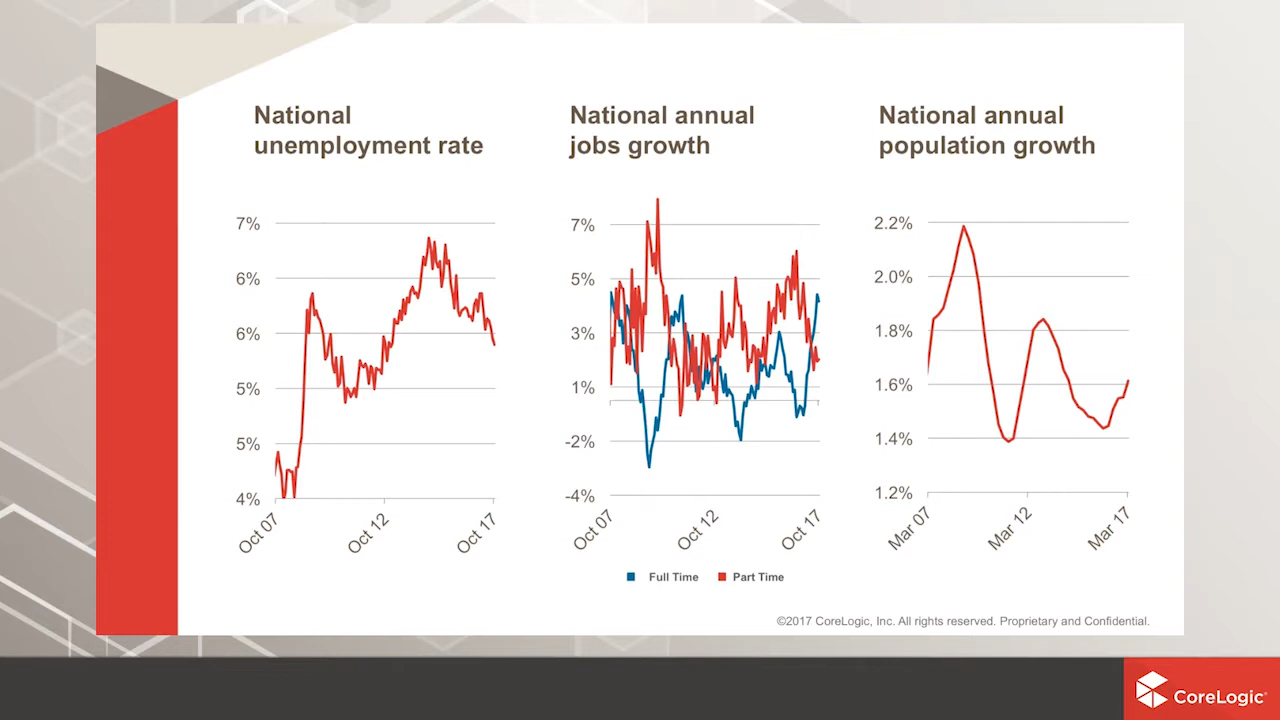 National
unemployment rate
7%
6%
6%
5%
5%
4%
Oct 07
Oct 12
Oct 17
National annual
jobs growth
7%
5%
3%
1%
-2%
-4%
Oct 07
Oct 12
Oct 17
Full Time
Part Time
National annual
population growth
2.2%
2.0%
1.8%
1.6%
1.4%
1.2%
Mar 07
Mar 12
Mar 17
©2017 CoreLogic, Inc. All rights reserved. Proprietary and Confidential.
CoreLogic